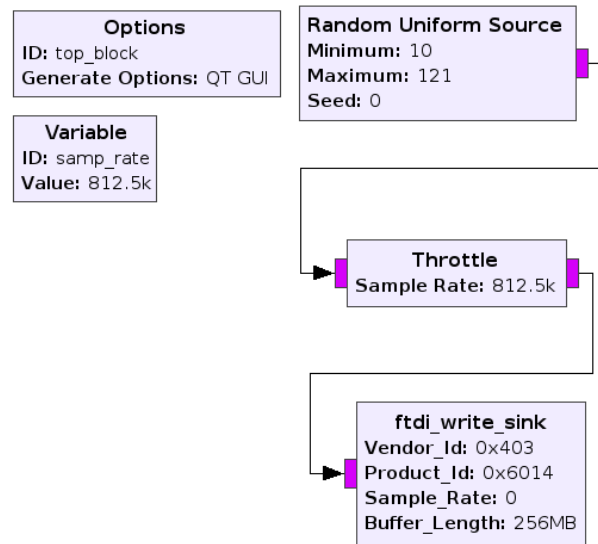 Options
ID: top_block
Generate Options: QT GUI
Variable
ID: samp_rate
Value: 812.5k
Random Uniform Source
Minimum: 10
Maximum: 121
Seed: 0
Throttle
Sample Rate: 812.5k
ftdi_write_sink
Vendor_Id: 0x403
Product_Id: 0x6014
Sample_Rate: 0
Buffer_Length: 256MB